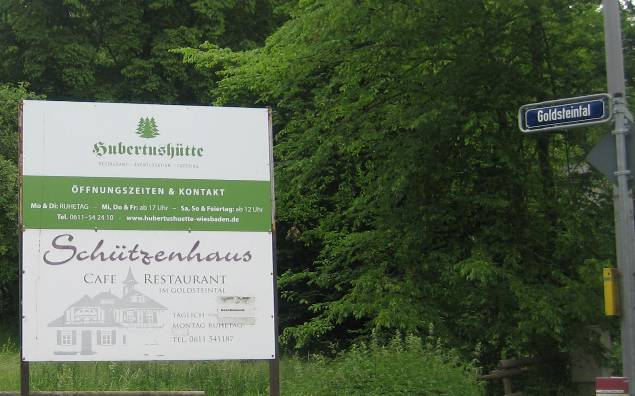 Hubertushütte
RESTAURANT · EVENTLOCATION · CATERING
ÖFFNUNGSZEITEN & KONTAKT
Mo & Di: RUHETAG – Mi, Do & Fr: ab 17 Uhr – Sa, So & Feiertag: ab 12 Uhr
Tel. 0611–54 24 10 · www.hubertushuette-wiesbaden.de
Schützenhaus
CAFE RESTAURANT
IM GOLDSTEINTAL
TÄGLICH
MONTAG RUHETAG
TEL. 0611 541187
Goldsteintal